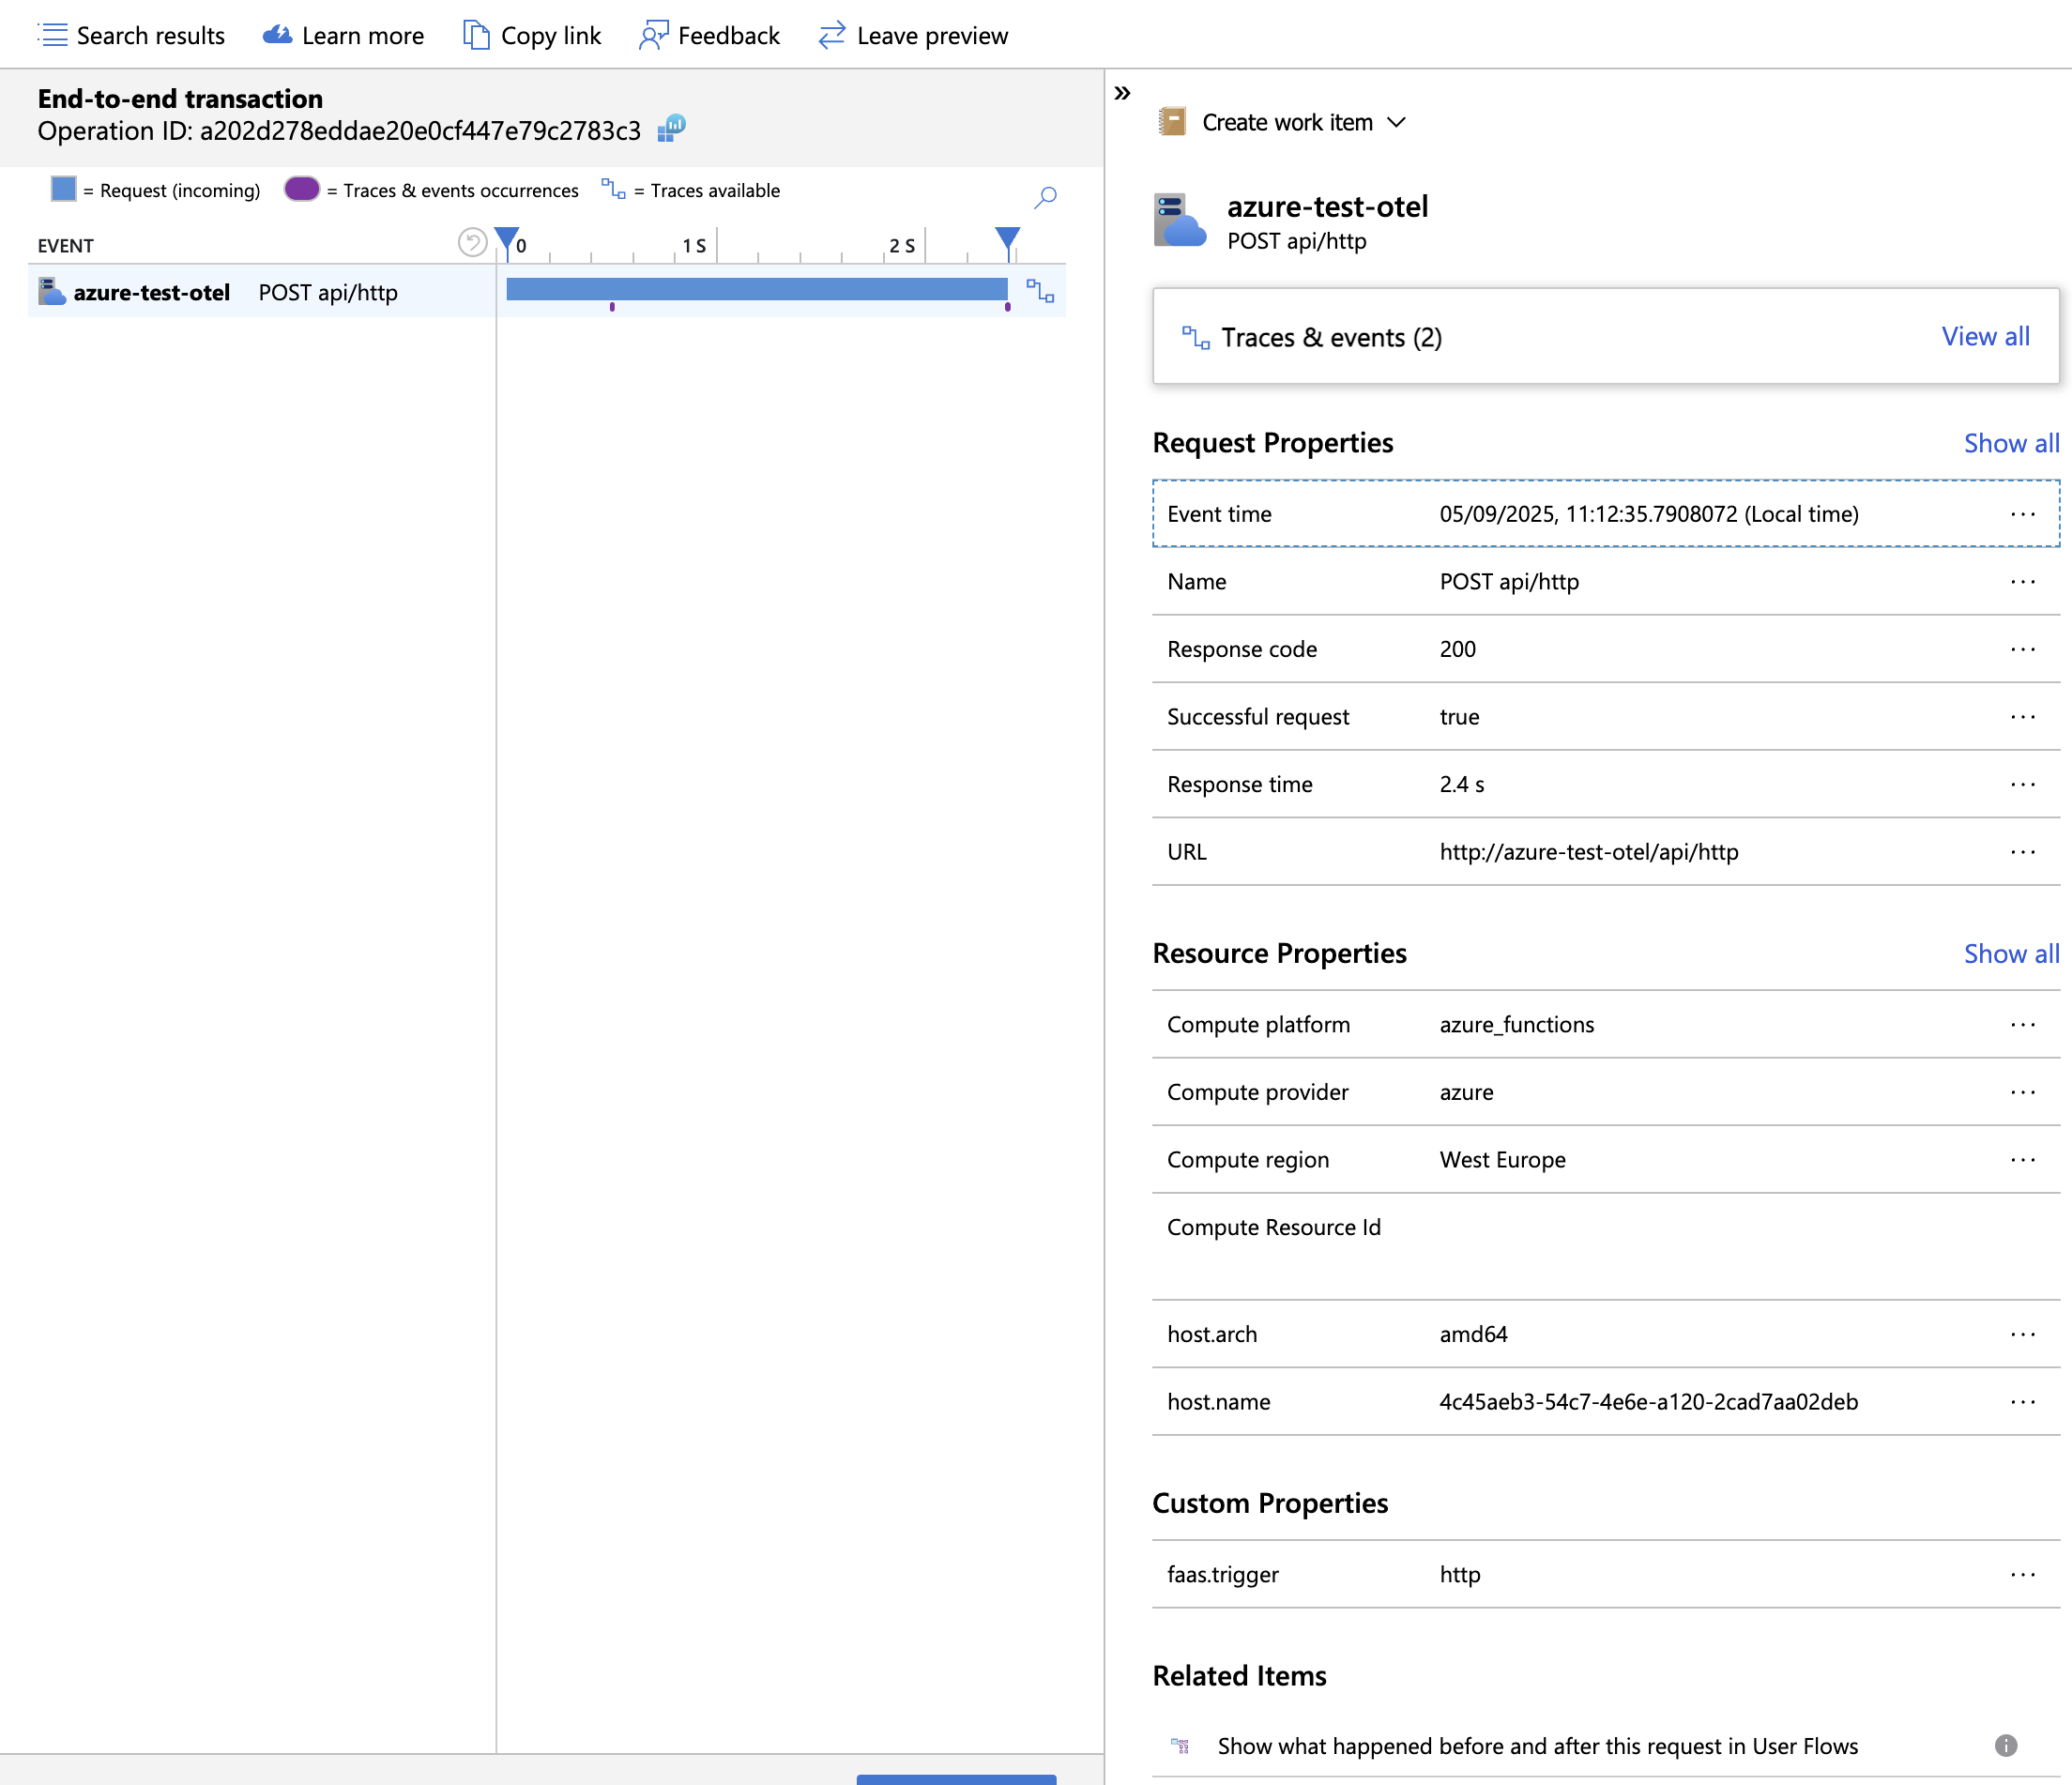 Search results Learn more Copy link Feedback Leave preview
End-to-end transaction
Operation ID: a202d278eddae20e0cf447e79c2783c3
= Request (incoming) = Traces & events occurrences = Traces available
EVENT 0 1 S 2 S
azure-test-otel POST api/http
Create work item
azure-test-otel
POST api/http
Traces & events (2) View all
Request Properties Show all
Event time 05/09/2025, 11:12:35.7908072 (Local time) ...
Name POST api/http ...
Response code 200 ...
Successful request true ...
Response time 2.4 s ...
URL http://azure-test-otel/api/http ...
Resource Properties Show all
Compute platform azure_functions ...
Compute provider azure ...
Compute region West Europe ...
Compute Resource Id
host.arch amd64 ...
host.name 4c45aeb3-54c7-4e6e-a120-2cad7aa02deb ...
Custom Properties
faas.trigger http ...
Related Items
Show what happened before and after this request in User Flows